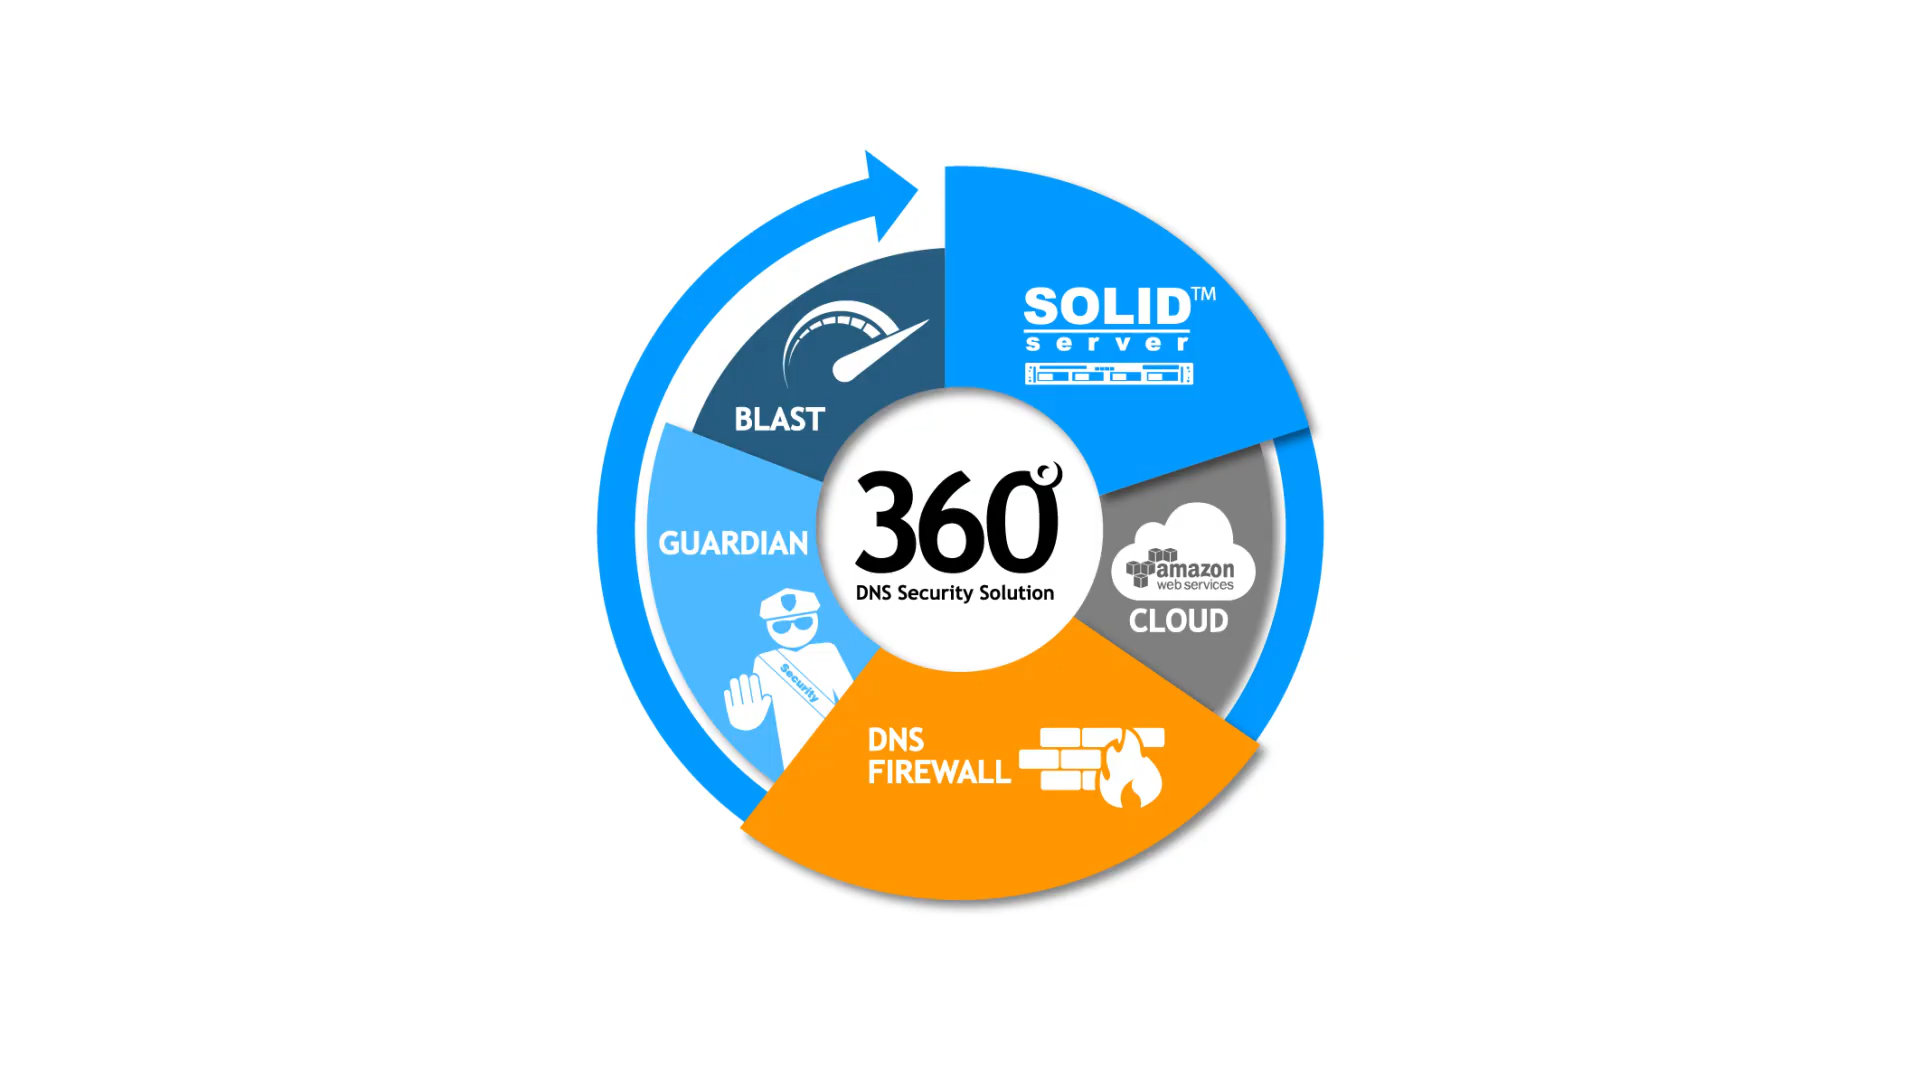 SOLID™
server
BLAST
GUARDIAN
360°
DNS Security Solution
amazon
web services
CLOUD
Security
DNS
FIREWALL